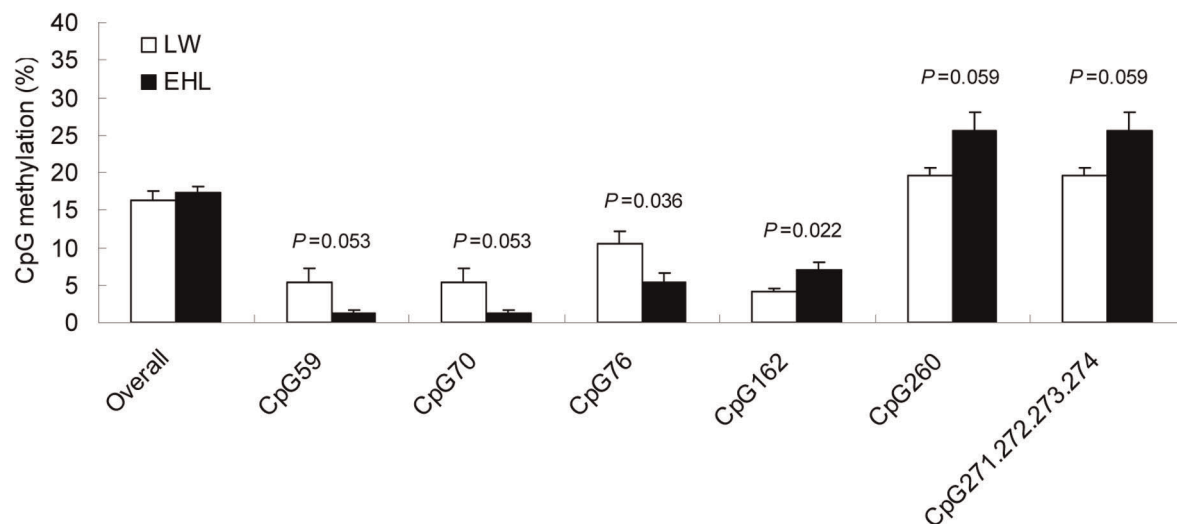 CpG methylation (%)
40
35
30
25
20
15
10
5
0
LW
EHL
P=0.053
P=0.053
P=0.036
P=0.022
P=0.059
P=0.059
Overall
CpG59
CpG70
CpG76
CpG162
CpG260
CpG271.272.273.274